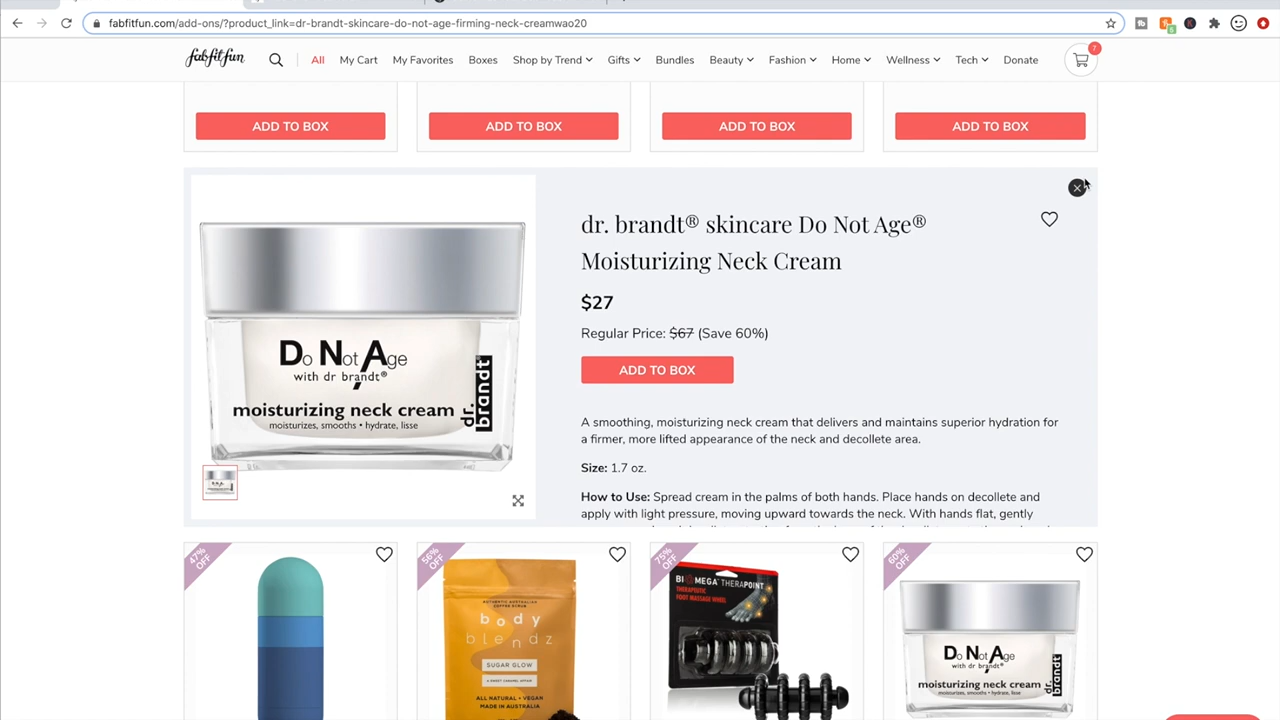 fabfitfun.com/add-ons/?product_link=dr-brandt-skincare-do-not-age-firming-neck-creamwao20
fabfitfun
All My Cart My Favorites Boxes Shop by Trend Gifts Bundles Beauty Fashion Home Wellness Tech Donate
7
ADD TO BOX ADD TO BOX ADD TO BOX ADD TO BOX
Do Not Age
with dr brandt®
moisturizing neck cream
moisturizes, smooths • hydrate, lisse
dr. brandt
dr. brandt® skincare Do Not Age®
Moisturizing Neck Cream
$27
Regular Price: $67 (Save 60%)
ADD TO BOX
A smoothing, moisturizing neck cream that delivers and maintains superior hydration for
a firmer, more lifted appearance of the neck and decollete area.
Size: 1.7 oz.
How to Use: Spread cream in the palms of both hands. Place hands on decollete and
apply with light pressure, moving upward towards the neck. With hands flat, gently
47% OFF
56% OFF
AUTHENTIC AUSTRALIAN
COFFEE SCRUB
body
blendz
SUGAR GLOW
ALL NATURAL • VEGAN
MADE IN AUSTRALIA
75% OFF
THERAPOINT
THERAPEUTIC
FOOT MASSAGE WHEEL
60% OFF
Do Not Age
with dr brandt®
moisturizing neck cream
moisturizes, smooths • hydrate, lisse
dr. brandt